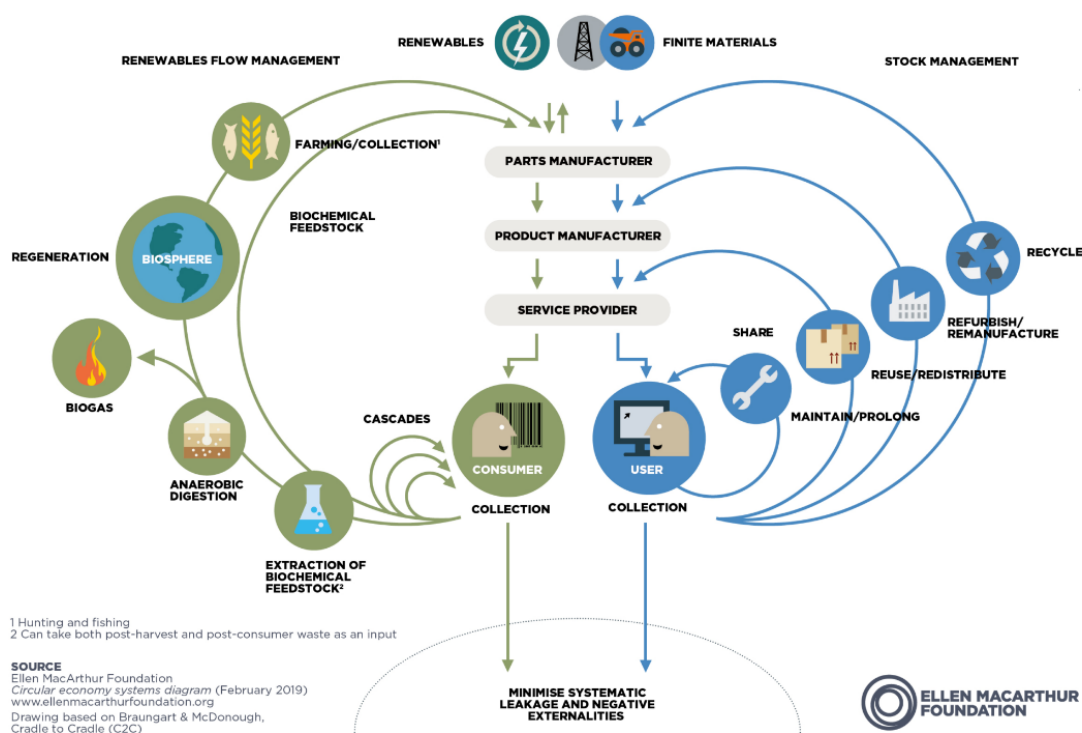 RENEWABLES
FINITE MATERIALS
RENEWABLES FLOW MANAGEMENT
STOCK MANAGEMENT
FARMING/COLLECTION¹
PARTS MANUFACTURER
BIOCHEMICAL
FEEDSTOCK
PRODUCT MANUFACTURER
REGENERATION
BIOSPHERE
RECYCLE
SERVICE PROVIDER
SHARE
REFURBISH/
REMANUFACTURE
REUSE/REDISTRIBUTE
BIOGAS
MAINTAIN/PROLONG
CASCADES
CONSUMER
USER
ANAEROBIC
DIGESTION
COLLECTION
COLLECTION
EXTRACTION OF
BIOCHEMICAL
FEEDSTOCK²
1 Hunting and fishing
2 Can take both post-harvest and post-consumer waste as an input
SOURCE
Ellen MacArthur Foundation
Circular economy systems diagram (February 2019)
www.ellenmacarthurfoundation.org
Drawing based on Braungart & McDonough,
Cradle to Cradle (C2C)
MINIMISE SYSTEMATIC
LEAKAGE AND NEGATIVE
EXTERNALITIES
ELLEN MACARTHUR
FOUNDATION